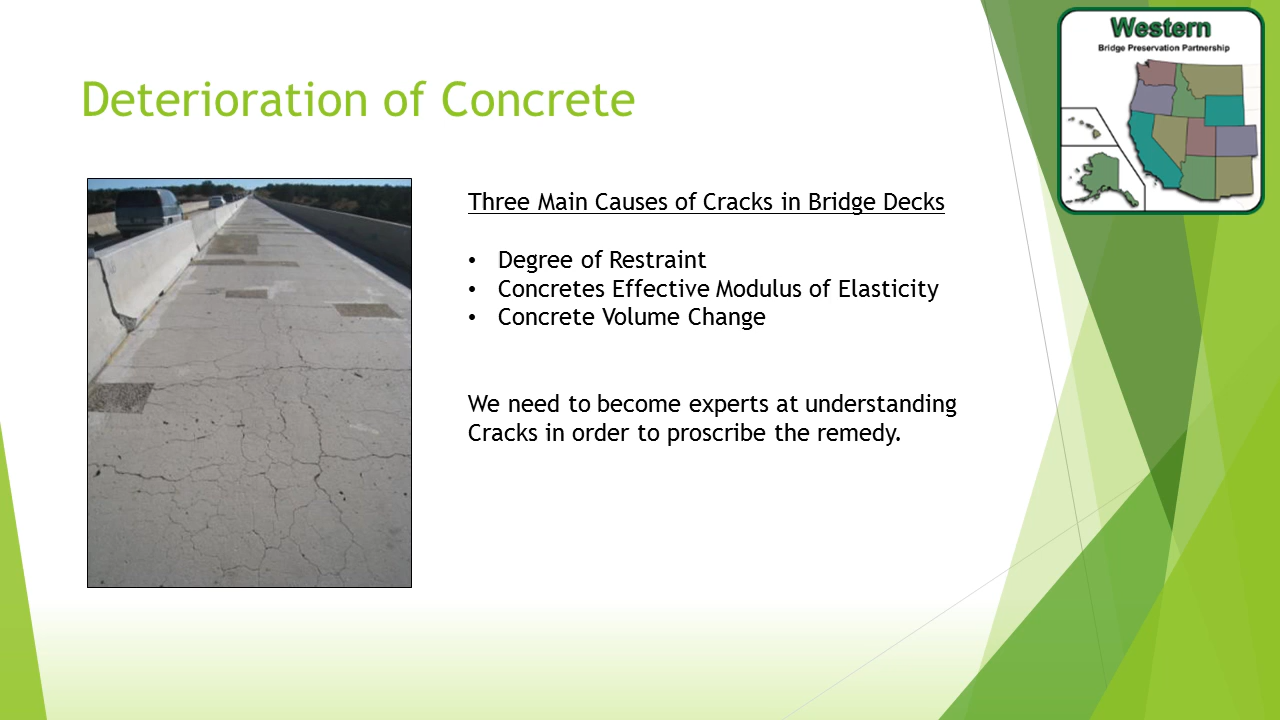 Western
Bridge Preservation Partnership
Deterioration of Concrete
Three Main Causes of Cracks in Bridge Decks
• Degree of Restraint
• Concretes Effective Modulus of Elasticity
• Concrete Volume Change
We need to become experts at understanding
Cracks in order to proscribe the remedy.